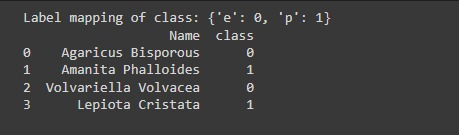 Label mapping of class: {'e': 0, 'p': 1}
Name class
0 Agaricus Bisporous 0
1 Amanita Phalloides 1
2 Volvariella Volvacea 0
3 Lepiota Cristata 1